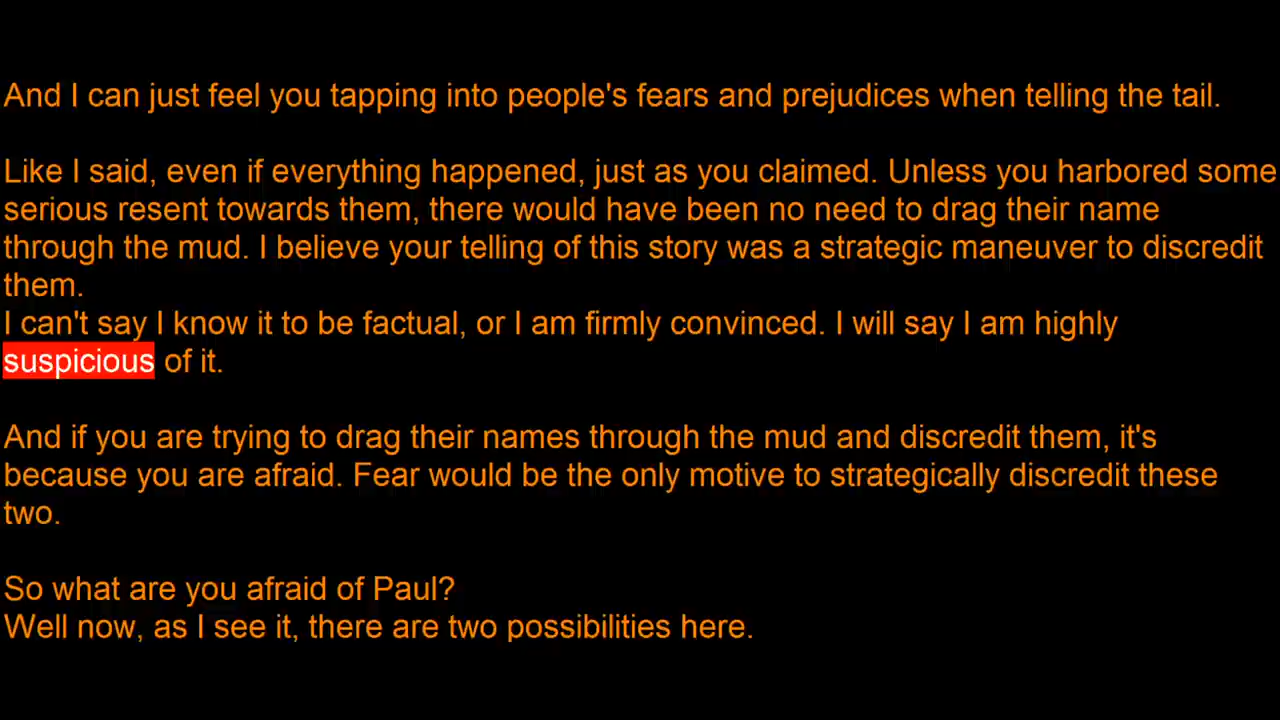 And I can just feel you tapping into people's fears and prejudices when telling the tail.
Like I said, even if everything happened, just as you claimed. Unless you harbored some
serious resent towards them, there would have been no need to drag their name
through the mud. I believe your telling of this story was a strategic maneuver to discredit
them.
I can't say I know it to be factual, or I am firmly convinced. I will say I am highly
suspicious of it.
And if you are trying to drag their names through the mud and discredit them, it's
because you are afraid. Fear would be the only motive to strategically discredit these
two.
So what are you afraid of Paul?
Well now, as I see it, there are two possibilities here.